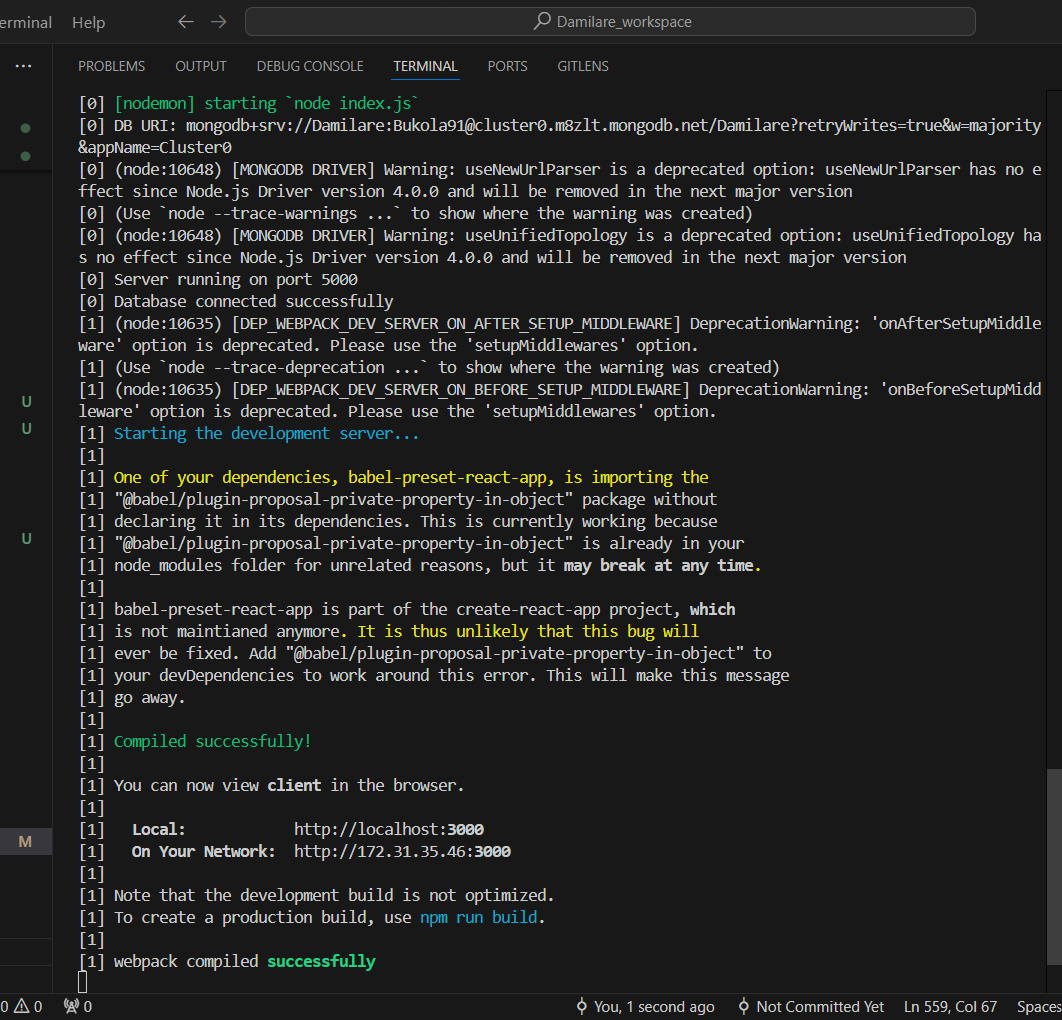 erminal Help Damilare_workspace
PROBLEMS OUTPUT DEBUG CONSOLE TERMINAL PORTS GITLENS
[0] [nodemon] starting `node index.js`
[0] DB URI: mongodb+srv://Damilare:Bukola91@cluster0.m8zlt.mongodb.net/Damilare?retryWrites=true&w=majority
&appName=Cluster0
[0] (node:10648) [MONGODB DRIVER] Warning: useNewUrlParser is a deprecated option: useNewUrlParser has no e
ffect since Node.js Driver version 4.0.0 and will be removed in the next major version
[0] (Use `node --trace-warnings ...` to show where the warning was created)
[0] (node:10648) [MONGODB DRIVER] Warning: useUnifiedTopology is a deprecated option: useUnifiedTopology ha
s no effect since Node.js Driver version 4.0.0 and will be removed in the next major version
[0] Server running on port 5000
[0] Database connected successfully
[1] (node:10635) [DEP_WEBPACK_DEV_SERVER_ON_AFTER_SETUP_MIDDLEWARE] DeprecationWarning: 'onAfterSetupMiddle
ware' option is deprecated. Please use the 'setupMiddlewares' option.
[1] (Use `node --trace-deprecation ...` to show where the warning was created)
[1] (node:10635) [DEP_WEBPACK_DEV_SERVER_ON_BEFORE_SETUP_MIDDLEWARE] DeprecationWarning: 'onBeforeSetupMidd
leware' option is deprecated. Please use the 'setupMiddlewares' option.
U
U
[1] Starting the development server...
[1]
[1] One of your dependencies, babel-preset-react-app, is importing the
[1] "@babel/plugin-proposal-private-property-in-object" package without
[1] declaring it in its dependencies. This is currently working because
U
[1] "@babel/plugin-proposal-private-property-in-object" is already in your
[1] node_modules folder for unrelated reasons, but it may break at any time.
[1]
[1] babel-preset-react-app is part of the create-react-app project, which
[1] is not maintianed anymore. It is thus unlikely that this bug will
[1] ever be fixed. Add "@babel/plugin-proposal-private-property-in-object" to
[1] your devDependencies to work around this error. This will make this message
[1] go away.
[1]
[1] Compiled successfully!
[1]
[1] You can now view client in the browser.
[1]
[1] Local: http://localhost:3000
M
[1] On Your Network: http://172.31.35.46:3000
[1]
[1] Note that the development build is not optimized.
[1] To create a production build, use npm run build.
[1]
[1] webpack compiled successfully
0 0 0 You, 1 second ago Not Committed Yet Ln 559, Col 67 Spaces